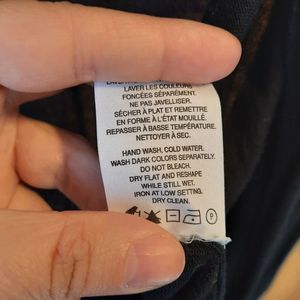 LAVER LES COULEURS
FONCÉES SÉPARÉMENT.
NE PAS JAVELLISER.
SÉCHER À PLAT ET REMETTRE
EN FORME À L'ÉTAT MOUILLÉ.
REPASSER À BASSE TEMPÉRATURE.
NETTOYER À SEC.
HAND WASH, COLD WATER.
WASH DARK COLORS SEPARATELY.
DO NOT BLEACH.
DRY FLAT AND RESHAPE
WHILE STILL WET.
IRON AT LOW SETTING.
DRY CLEAN.